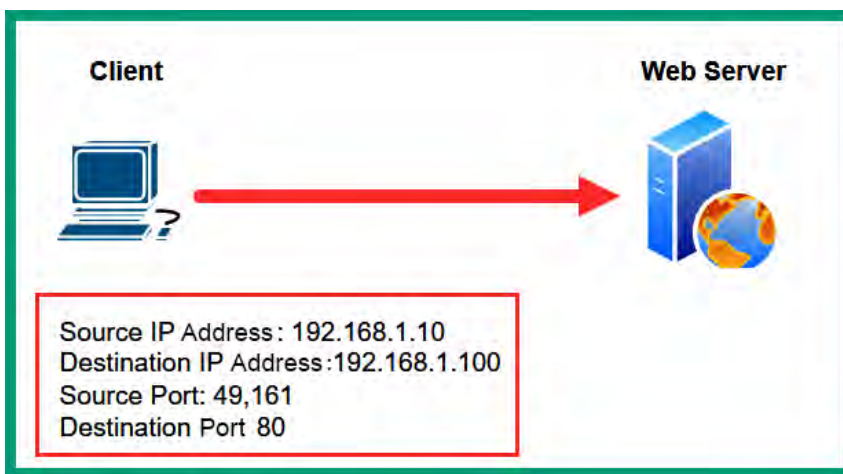 Client
Web Server
Source IP Address: 192.168.1.10
Destination IP Address:192.168.1.100
Source Port: 49,161
Destination Port 80